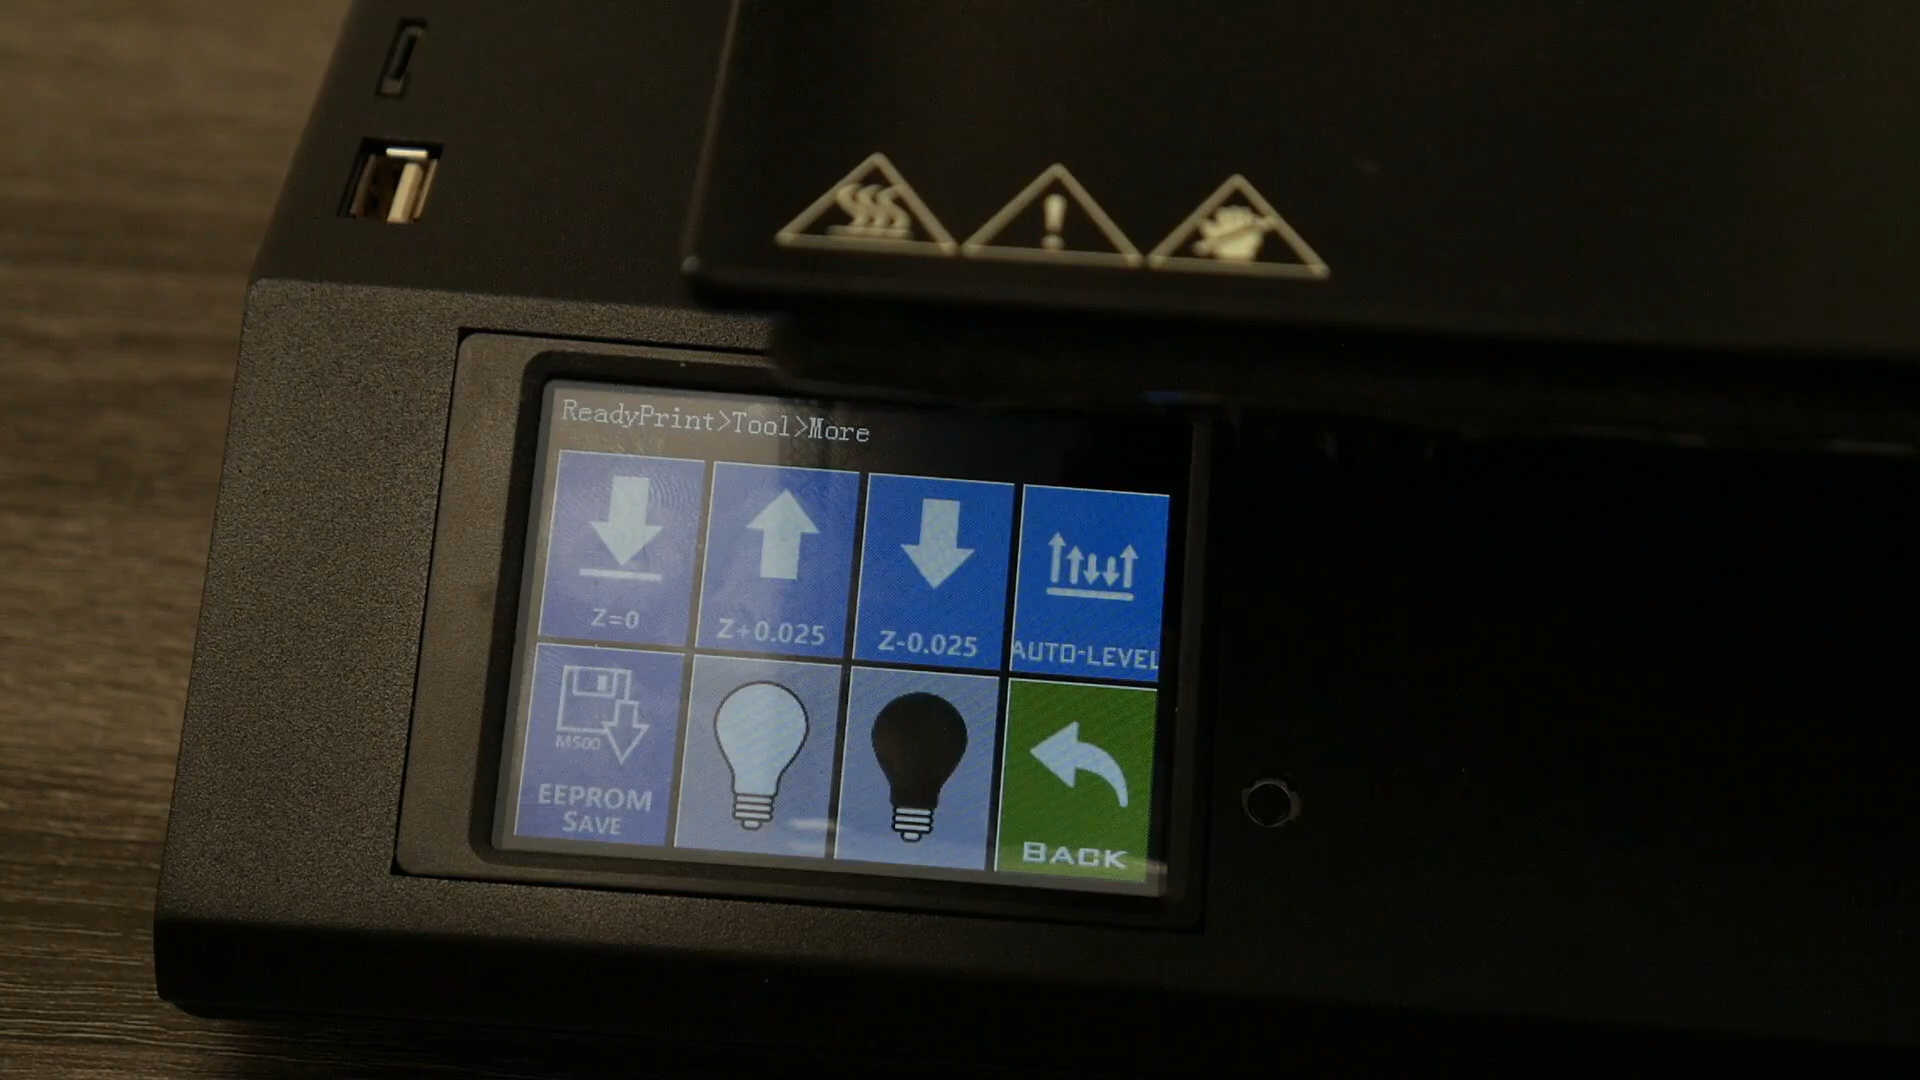 ReadyPrint>Tool>More
Z=0
Z+0.025
Z-0.025
AUTO-LEVEL
M500
EEPROM
SAVE
BACK